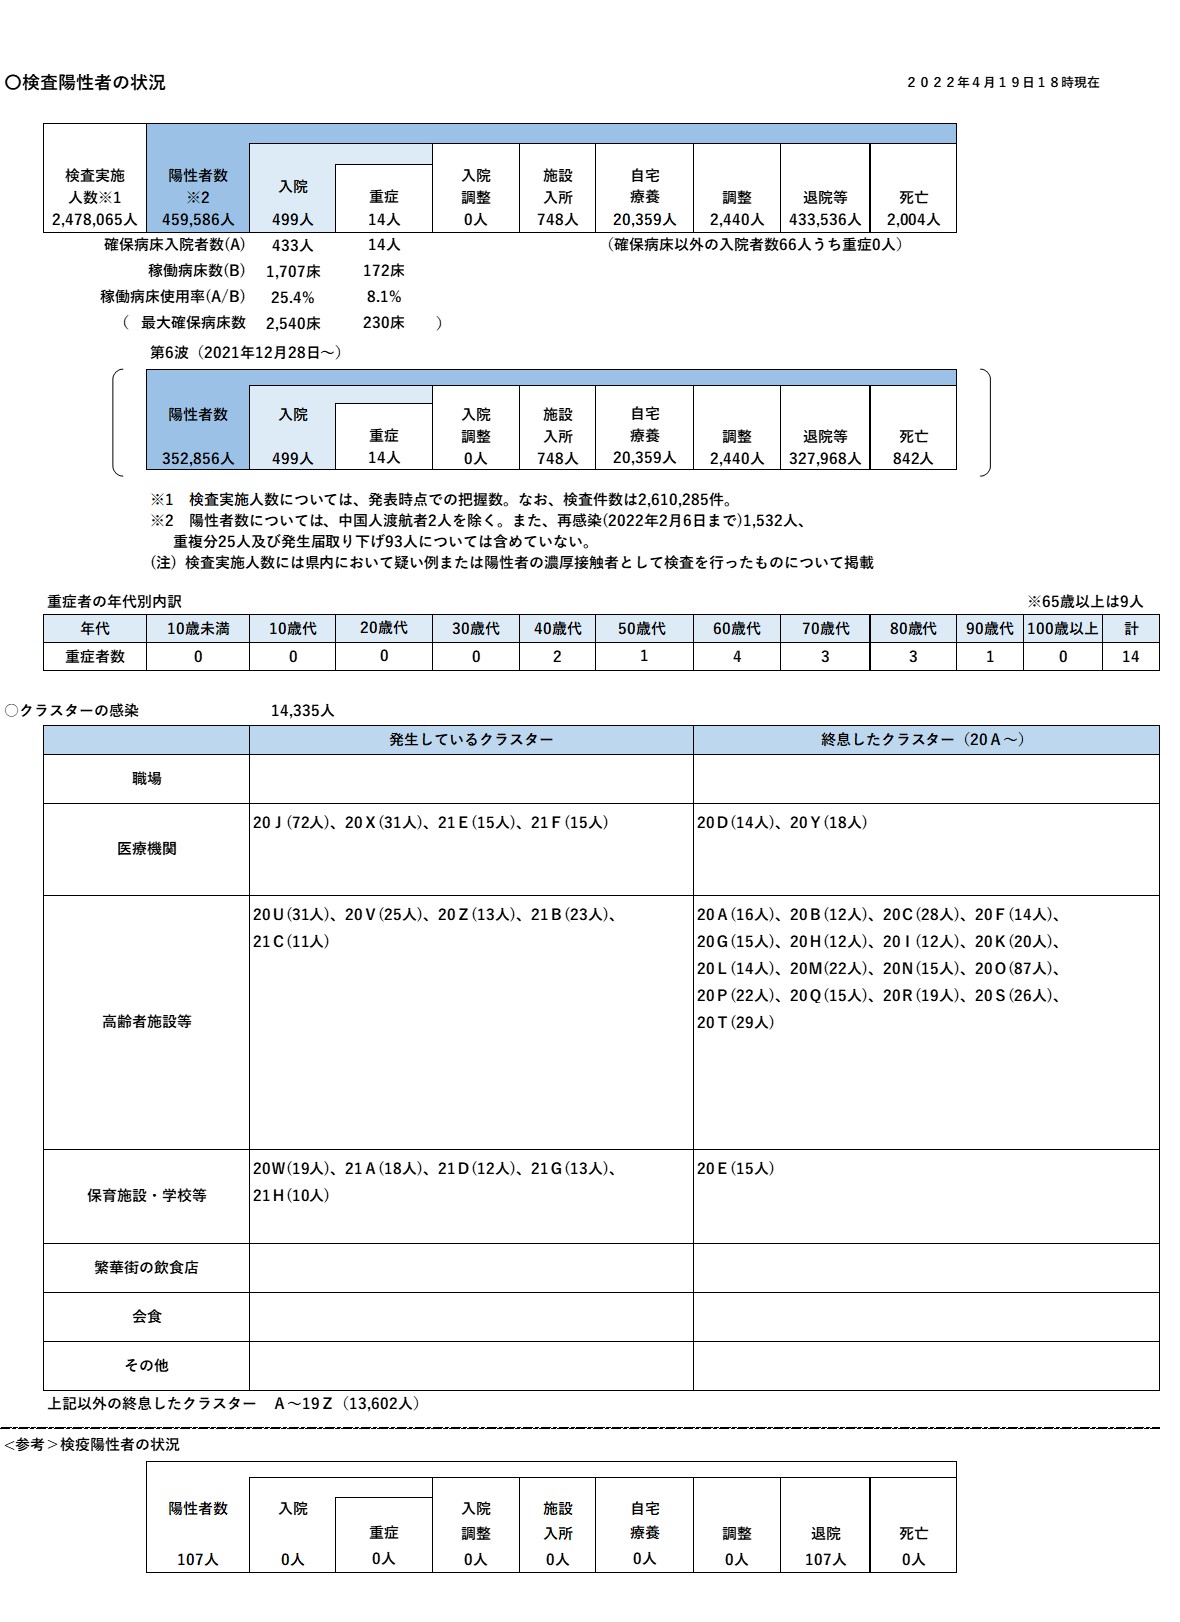 〇検査陽性者の状況
２０２２年４月１９日１８時現在
検査実施 陽性者数 入院 入院 施設 自宅
人数※1 ※2 重症 調整 入所 療養 調整 退院等 死亡
2,478,065人 459,586人 499人 14人 0人 748人 20,359人 2,440人 433,536人 2,004人
確保病床入院者数(A) 433人 14人 （確保病床以外の入院者数66人うち重症0人）
稼働病床数(B) 1,707床 172床
稼働病床使用率(A/B) 25.4% 8.1%
（ 最大確保病床数 2,540床 230床 ）
第6波（2021年12月28日～）
陽性者数 入院 入院 施設 自宅
重症 調整 入所 療養 調整 退院等 死亡
352,856人 499人 14人 0人 748人 20,359人 2,440人 327,968人 842人
※1　検査実施人数については、発表時点での把握数。なお、検査件数は2,610,285件。
※2　陽性者数については、中国人渡航者2人を除く。また、再感染(2022年2月6日まで)1,532人、
重複分25人及び発生届取り下げ93人については含めていない。
(注) 検査実施人数には県内において疑い例または陽性者の濃厚接触者として検査を行ったものについて掲載
重症者の年代別内訳 ※65歳以上は9人
年代 10歳未満 10歳代 20歳代 30歳代 40歳代 50歳代 60歳代 70歳代 80歳代 90歳代 100歳以上 計
重症者数 0 0 0 0 2 1 4 3 3 1 0 14
○クラスターの感染 14,335人
発生しているクラスター 終息したクラスター（20Ａ～）
職場
医療機関
20Ｊ(72人)、20Ｘ(31人)、21Ｅ(15人)、21Ｆ(15人)
20Ｄ(14人)、20Ｙ(18人)
高齢者施設等
20Ｕ(31人)、20Ｖ(25人)、20Ｚ(13人)、21Ｂ(23人)、
21Ｃ(11人)
20Ａ(16人)、20Ｂ(12人)、20Ｃ(28人)、20Ｆ(14人)、
20Ｇ(15人)、20Ｈ(12人)、20Ｉ(12人)、20Ｋ(20人)、
20Ｌ(14人)、20Ｍ(22人)、20Ｎ(15人)、20Ｏ(87人)、
20Ｐ(22人)、20Ｑ(15人)、20Ｒ(19人)、20Ｓ(26人)、
20Ｔ(29人)
保育施設・学校等
20Ｗ(19人)、21Ａ(18人)、21Ｄ(12人)、21Ｇ(13人)、
21Ｈ(10人)
20Ｅ(15人)
繁華街の飲食店
会食
その他
上記以外の終息したクラスター　Ａ～19Ｚ（13,602人）
＜参考＞検疫陽性者の状況
陽性者数 入院 入院 施設 自宅
重症 調整 入所 療養 調整 退院 死亡
107人 0人 0人 0人 0人 0人 0人 107人 0人